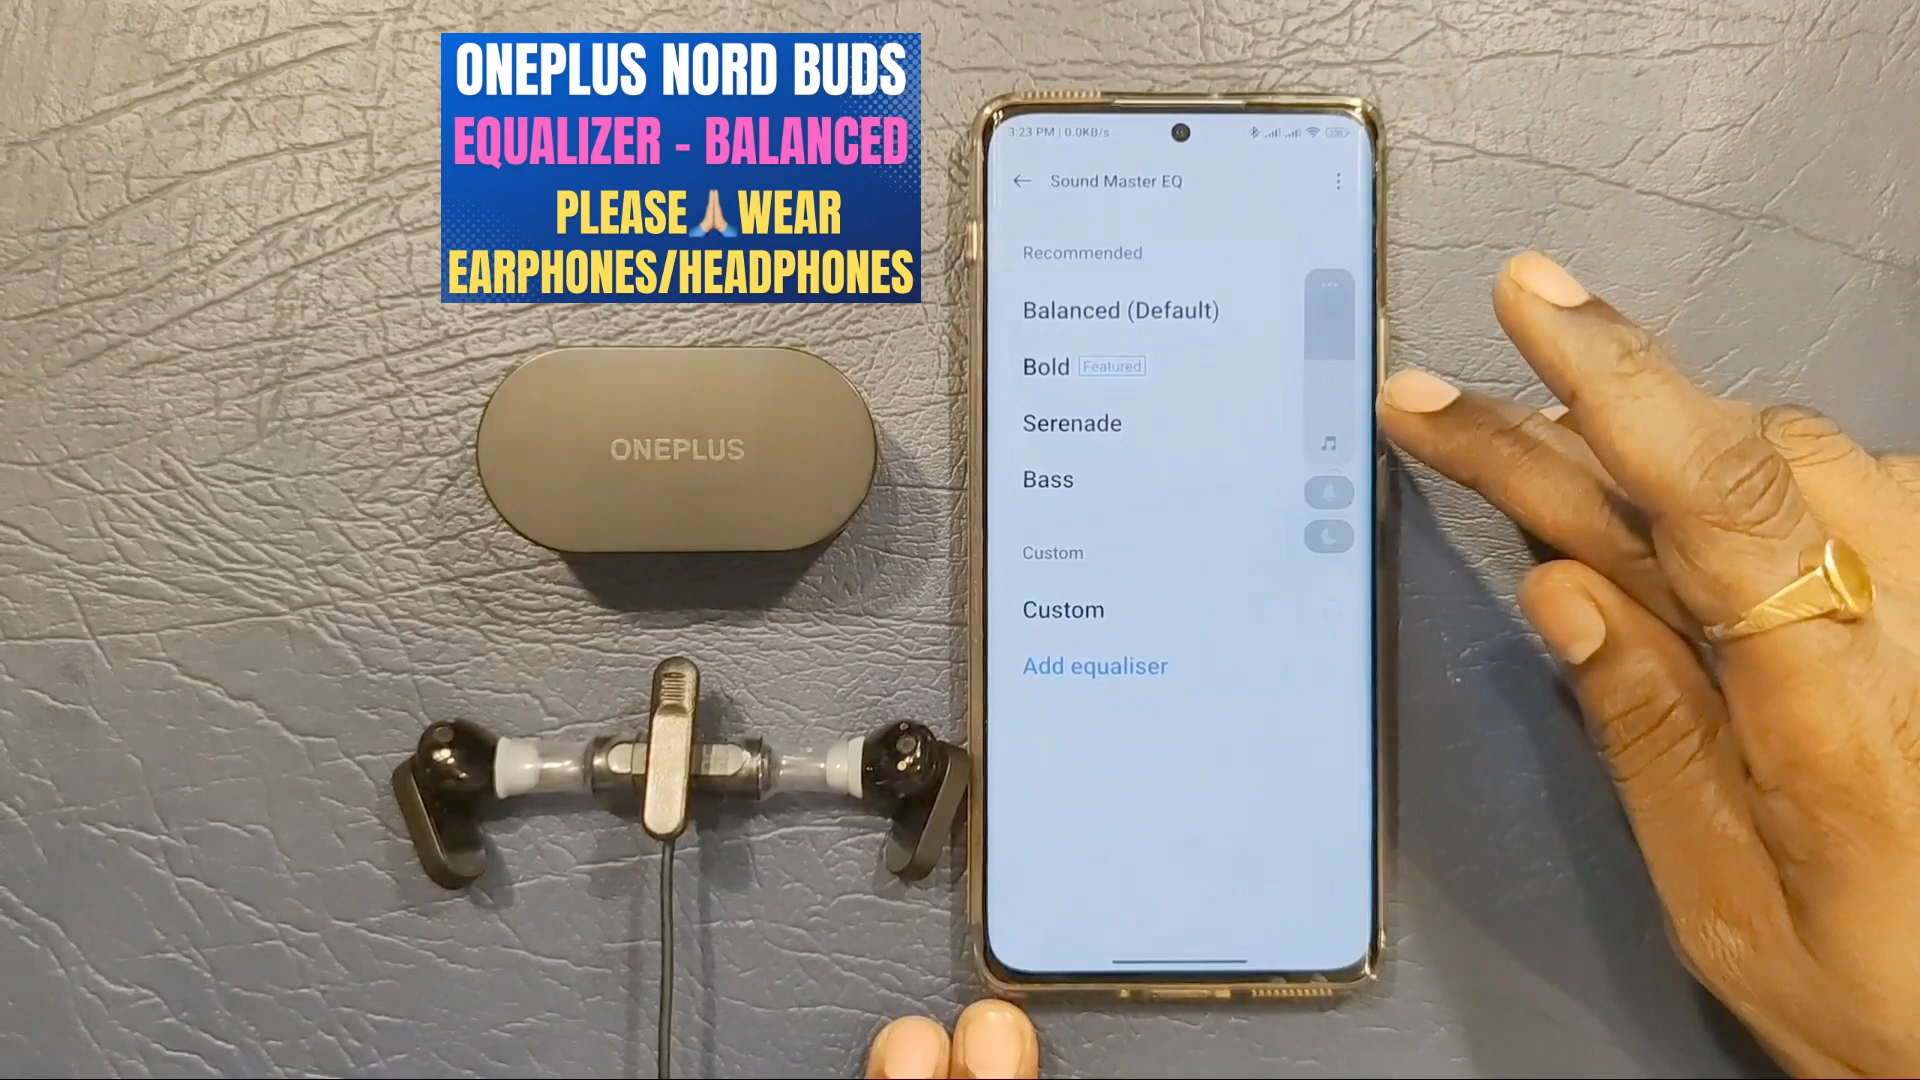 ONEPLUS NORD BUDS
EQUALIZER - BALANCED
PLEASE🙏🏻WEAR
EARPHONES/HEADPHONES
ONEPLUS
3:23 PM | 0.0KB/s
Sound Master EQ
Recommended
Balanced (Default)
Bold Featured
Serenade
Bass
Custom
Custom
Add equaliser